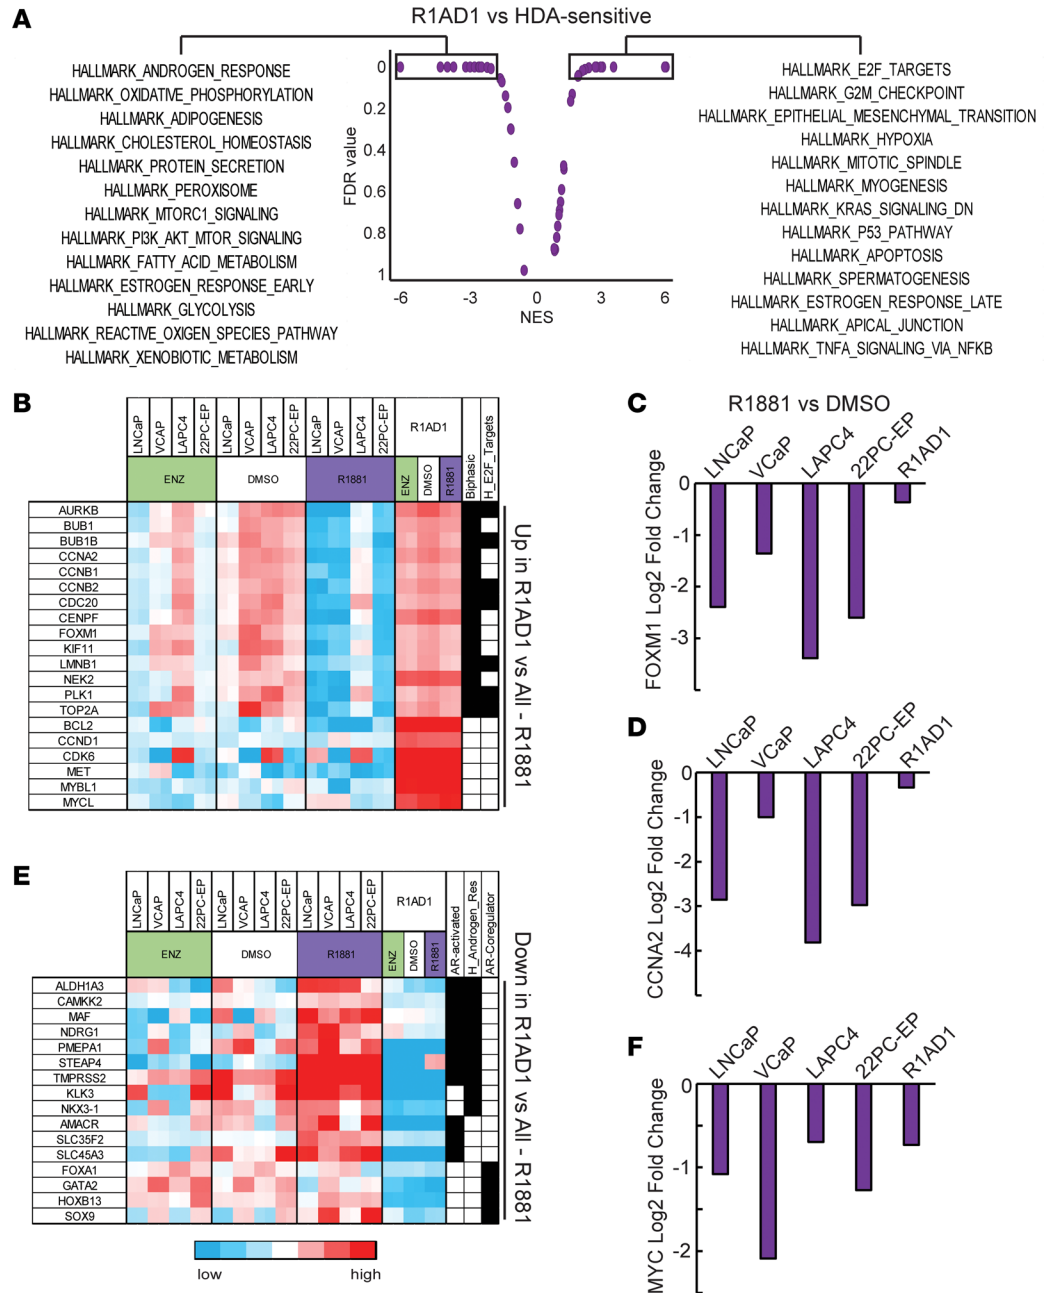 A
R1AD1 vs HDA-sensitive
HALLMARK_ANDROGEN_RESPONSE
HALLMARK_OXIDATIVE_PHOSPHORYLATION
HALLMARK_ADIPOGENESIS
HALLMARK_CHOLESTEROL_HOMEOSTASIS
HALLMARK_PROTEIN_SECRETION
HALLMARK_PEROXISOME
HALLMARK_MTORC1_SIGNALING
HALLMARK_PI3K_AKT_MTOR_SIGNALING
HALLMARK_FATTY_ACID_METABOLISM
HALLMARK_ESTROGEN_RESPONSE_EARLY
HALLMARK_GLYCOLYSIS
HALLMARK_REACTIVE_OXIGEN_SPECIES_PATHWAY
HALLMARK_XENOBIOTIC_METABOLISM
FDR value
0
0.2
0.4
0.6
0.8
1
-6 -3 0 3 6
NES
HALLMARK_E2F_TARGETS
HALLMARK_G2M_CHECKPOINT
HALLMARK_EPITHELIAL_MESENCHYMAL_TRANSITION
HALLMARK_HYPOXIA
HALLMARK_MITOTIC_SPINDLE
HALLMARK_MYOGENESIS
HALLMARK_KRAS_SIGNALING_DN
HALLMARK_P53_PATHWAY
HALLMARK_APOPTOSIS
HALLMARK_SPERMATOGENESIS
HALLMARK_ESTROGEN_RESPONSE_LATE
HALLMARK_APICAL_JUNCTION
HALLMARK_TNFA_SIGNALING_VIA_NFKB
B
LNCaP VCAP LAPC4 22PC-EP LNCaP VCAP LAPC4 22PC-EP LNCaP VCAP LAPC4 22PC-EP R1AD1
ENZ DMSO R1881 ENZ DMSO R1881 Biphasic H_E2F_Targets
AURKB
BUB1
BUB1B
CCNA2
CCNB1
CCNB2
CDC20
CENPF
FOXM1
KIF11
LMNB1
NEK2
PLK1
TOP2A
BCL2
CCND1
CDK6
MET
MYBL1
MYCL
Up in R1AD1 vs All - R1881
C
R1881 vs DMSO
LNCaP VCaP LAPC4 22PC-EP R1AD1
FOXM1 Log2 Fold Change
0
-1
-2
-3
D
LNCaP VCaP LAPC4 22PC-EP R1AD1
CCNA2 Log2 Fold Change
0
-1
-2
-3
-4
E
LNCaP VCAP LAPC4 22PC-EP LNCaP VCAP LAPC4 22PC-EP LNCaP VCAP LAPC4 22PC-EP R1AD1
ENZ DMSO R1881 ENZ DMSO R1881 AR-activated H_Androgen_Res AR-Coregulator
ALDH1A3
CAMKK2
MAF
NDRG1
PMEPA1
STEAP4
TMPRSS2
KLK3
NKX3-1
AMACR
SLC35F2
SLC45A3
FOXA1
GATA2
HOXB13
SOX9
Down in R1AD1 vs All - R1881
low high
F
LNCaP VCaP LAPC4 22PC-EP R1AD1
MYC Log2 Fold Change
0
-1
-2